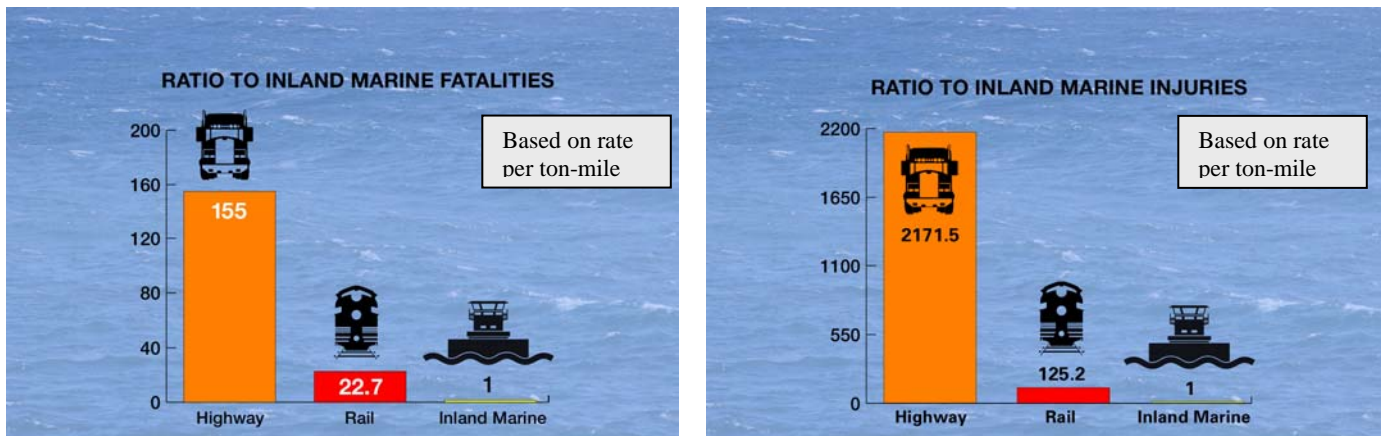 RATIO TO INLAND MARINE FATALITIES
Based on rate
per ton-mile
200
160
120
80
40
0
155
22.7
1
Highway
Rail
Inland Marine
RATIO TO INLAND MARINE INJURIES
Based on rate
per ton-mile
2200
1650
1100
550
0
2171.5
125.2
1
Highway
Rail
Inland Marine